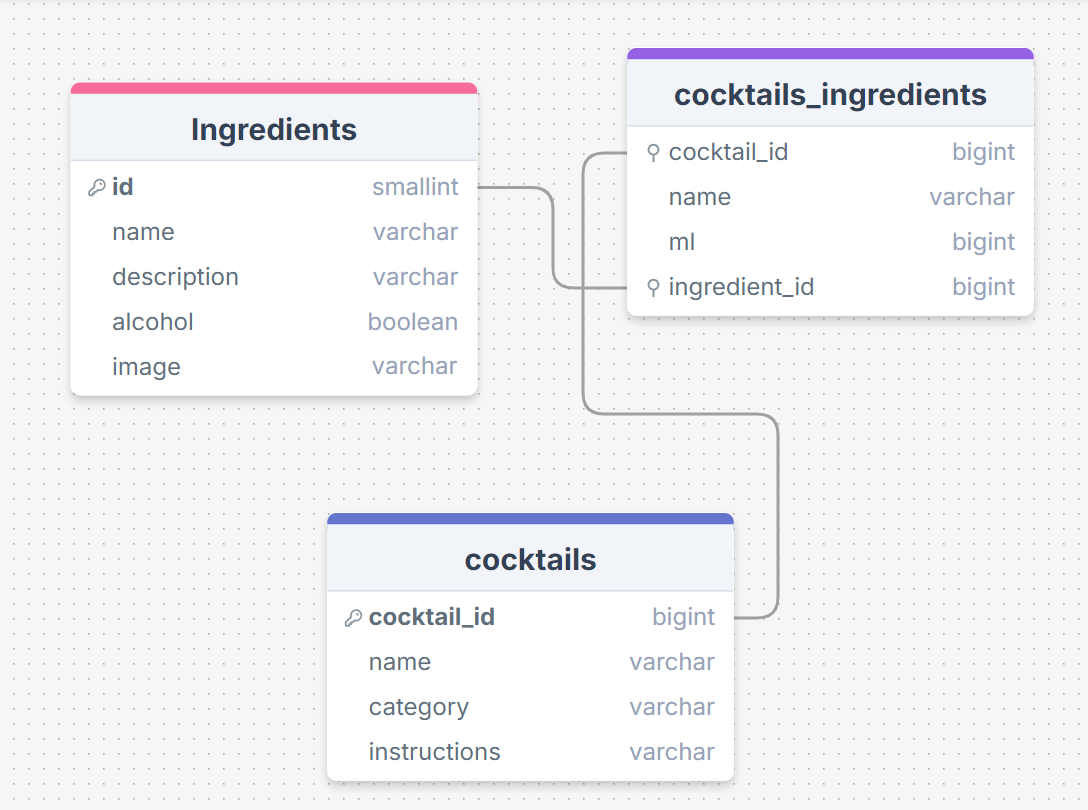 Ingredients
id smallint
name varchar
description varchar
alcohol boolean
image varchar
cocktails_ingredients
cocktail_id bigint
name varchar
ml bigint
ingredient_id bigint
cocktails
cocktail_id bigint
name varchar
category varchar
instructions varchar